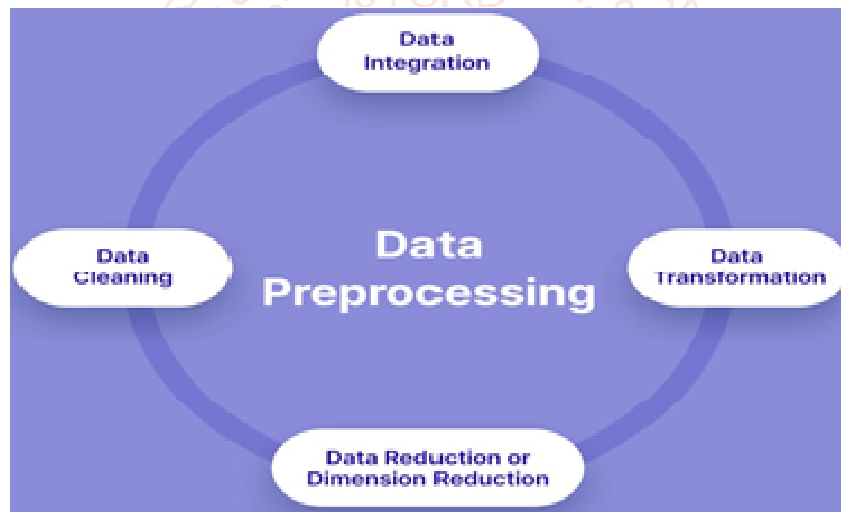 Data
Integration
Data
Cleaning
Data
Preprocessing
Data
Transformation
Data Reduction or
Dimension Reduction